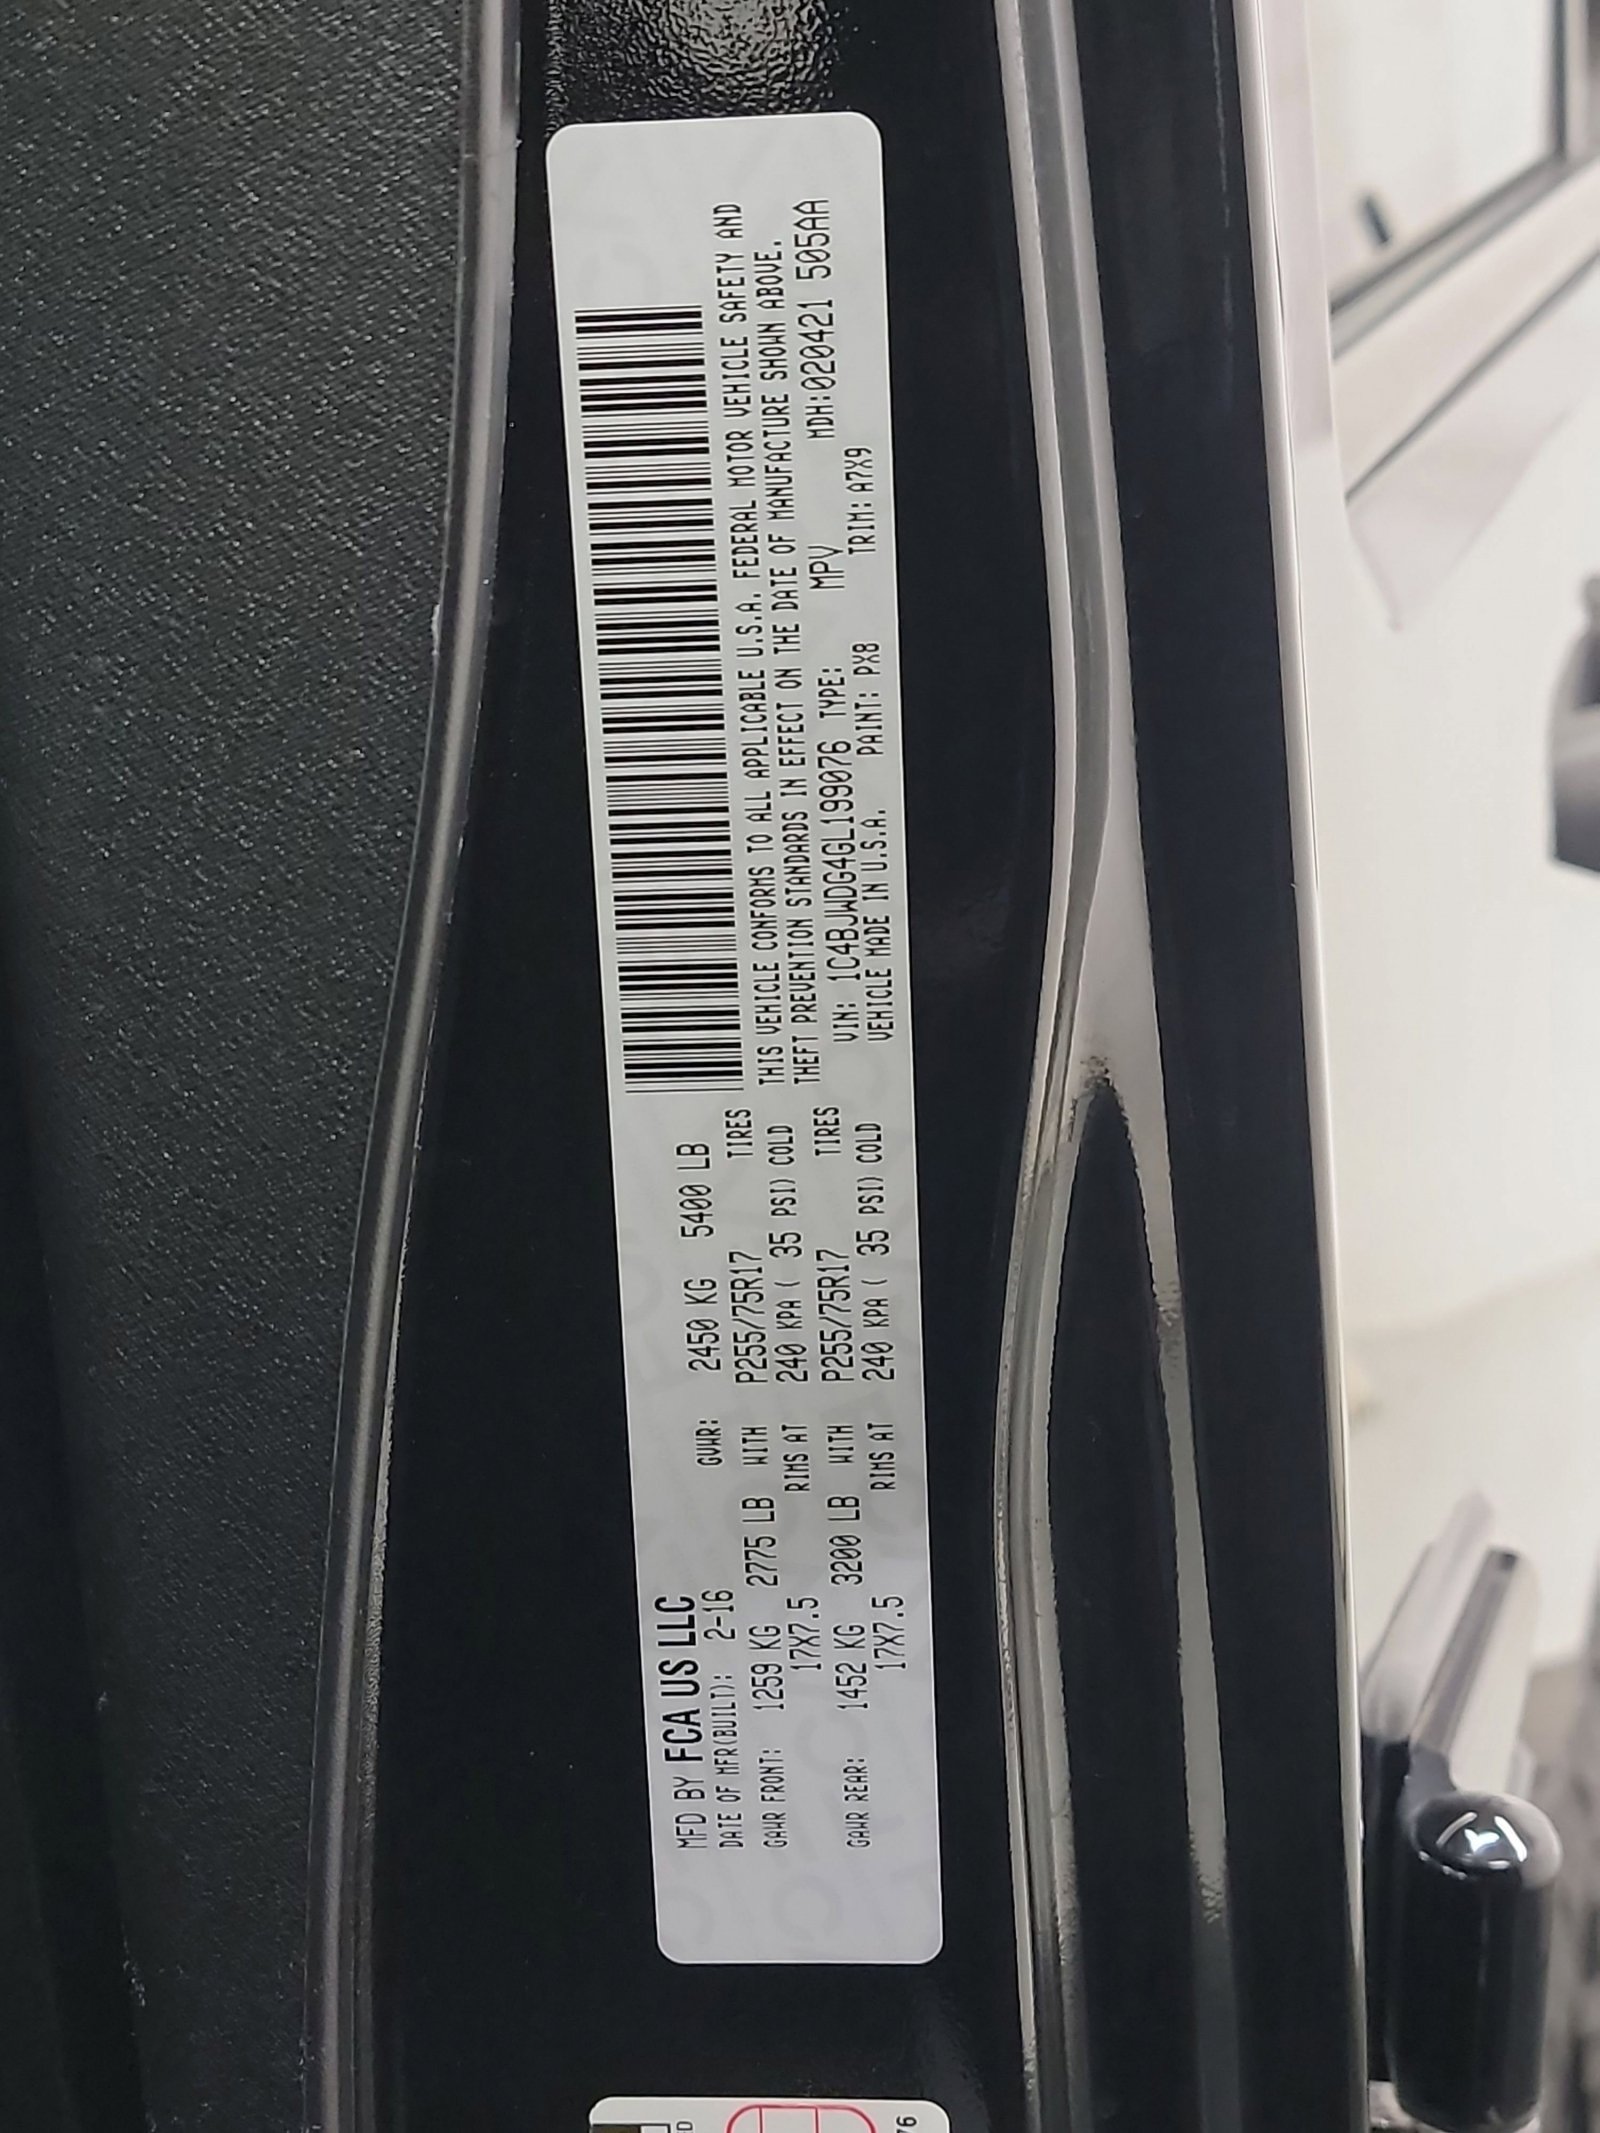 MFD BY FCA US LLC
DATE OF MFR(BUILT): 2-16
GVWR: 2450 KG 5400 LB
GAWR FRONT: 1259 KG 2775 LB WITH P255/75R17 TIRES
17X7.5 RIMS AT 240 KPA ( 35 PSI) COLD
GAWR REAR: 1452 KG 3200 LB WITH P255/75R17 TIRES
17X7.5 RIMS AT 240 KPA ( 35 PSI) COLD
THIS VEHICLE CONFORMS TO ALL APPLICABLE U.S.A. FEDERAL MOTOR VEHICLE SAFETY AND
THEFT PREVENTION STANDARDS IN EFFECT ON THE DATE OF MANUFACTURE SHOWN ABOVE.
VIN: 1C4BJWDG4GL199076 TYPE: MPV MDH:020421 505AA
VEHICLE MADE IN U.S.A. PAINT: PX8 TRIM: A7X9